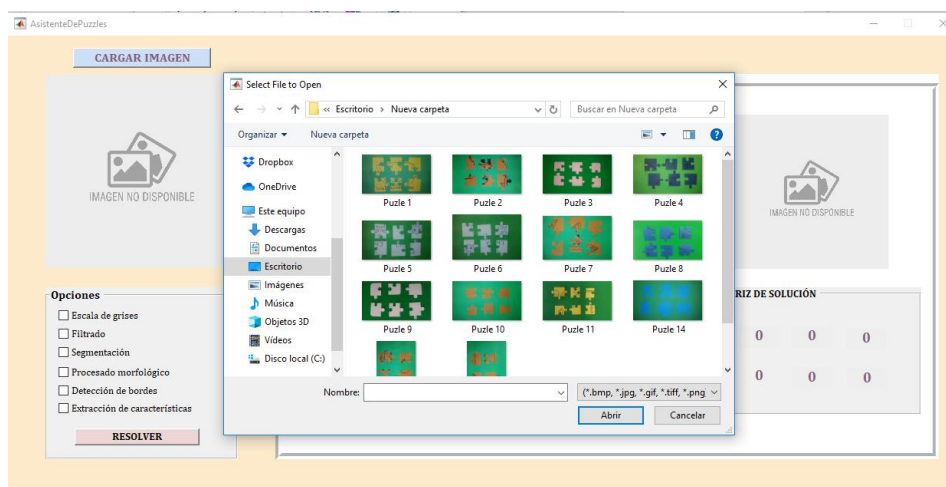 AsistenteDePuzzles
CARGAR IMAGEN
IMAGEN NO DISPONIBLE
Opciones
Escala de grises
Filtrado
Segmentación
Procesado morfológico
Detección de bordes
Extracción de características
RESOLVER
Select File to Open
« Escritorio > Nueva carpeta
Buscar en Nueva carpeta
Organizar
Nueva carpeta
Dropbox
OneDrive
Este equipo
Descargas
Documentos
Escritorio
Imágenes
Música
Objetos 3D
Vídeos
Disco local (C:)
Puzle 1 Puzle 2 Puzle 3 Puzle 4
Puzle 5 Puzle 6 Puzle 7 Puzle 8
Puzle 9 Puzle 10 Puzle 11 Puzle 14
Nombre:
(*.bmp, *.jpg, *.gif, *.tiff, *.png
Abrir Cancelar
IMAGEN NO DISPONIBLE
RIZ DE SOLUCIÓN
0 0 0
0 0 0